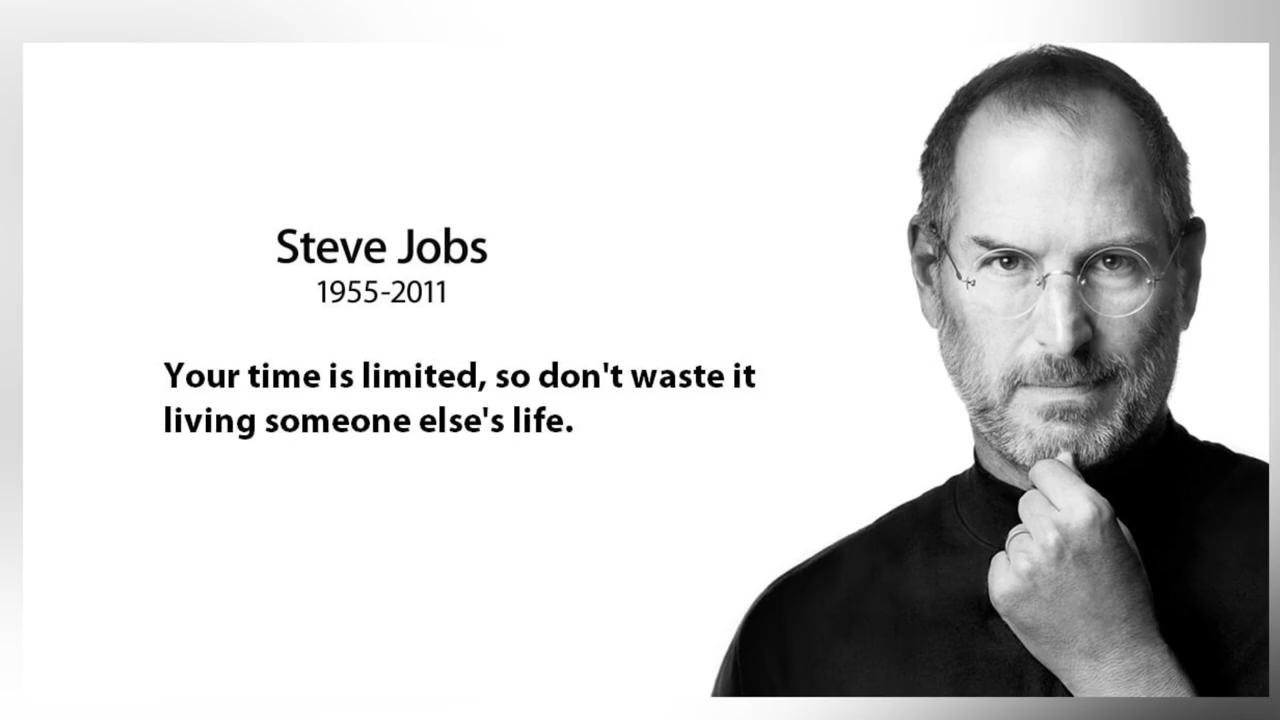 Steve Jobs
1955-2011
Your time is limited, so don't waste it
living someone else's life.